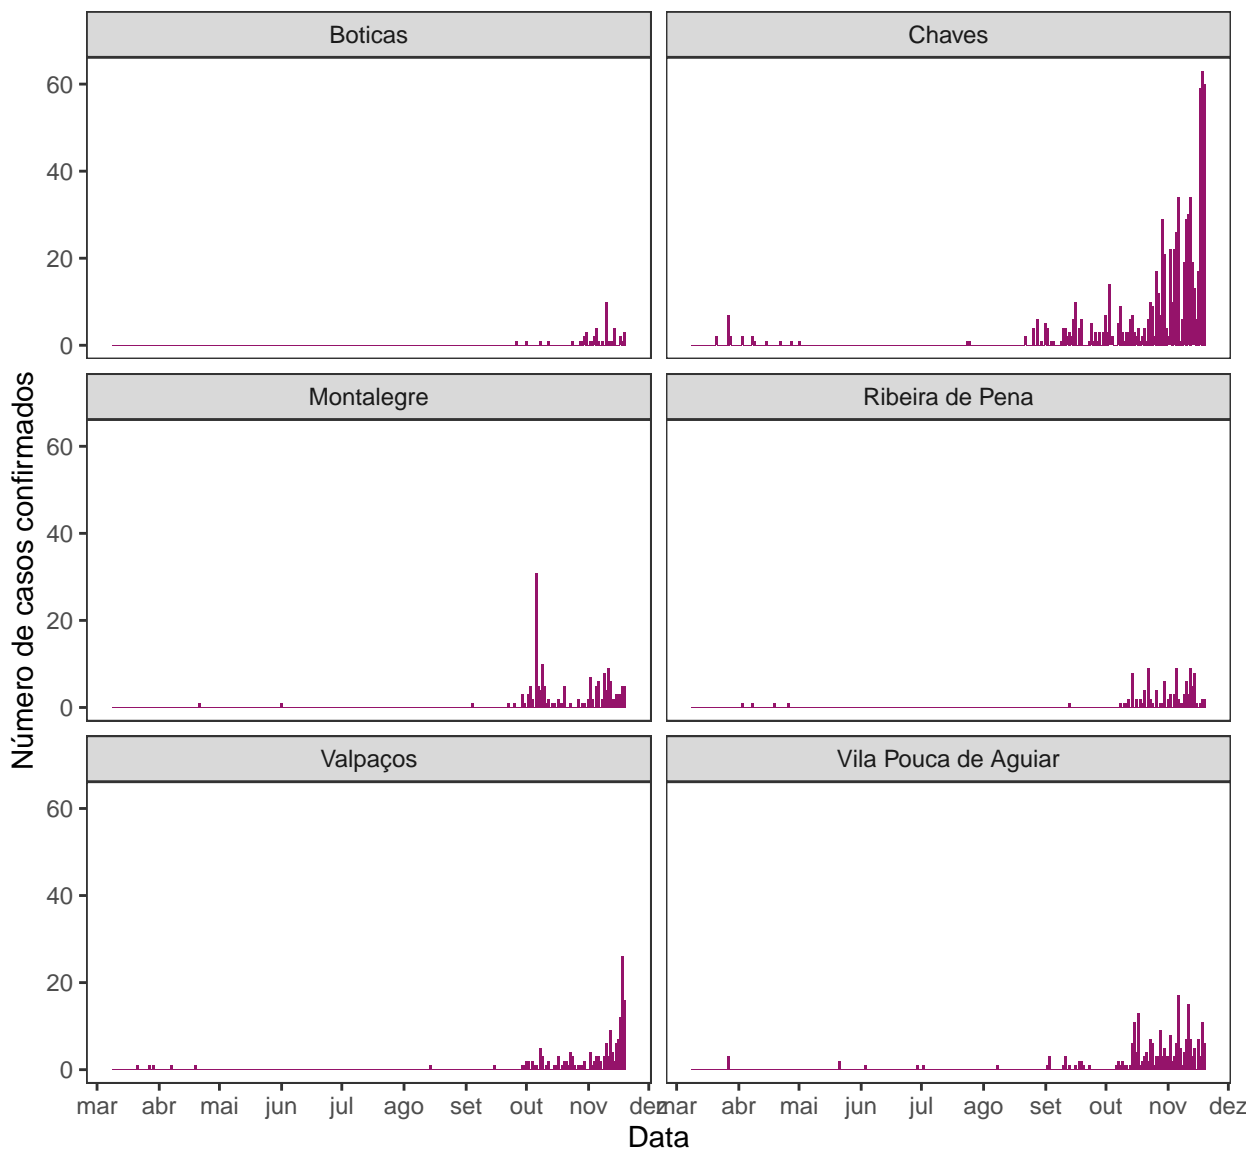 Boticas
Chaves
60
40
20
0
Montalegre
Ribeira de Pena
60
40
20
0
Valpaços
Vila Pouca de Aguiar
60
40
20
0
mar abr mai jun jul ago set out nov dez
mar abr mai jun jul ago set out nov dez
Data
Número de casos confirmados